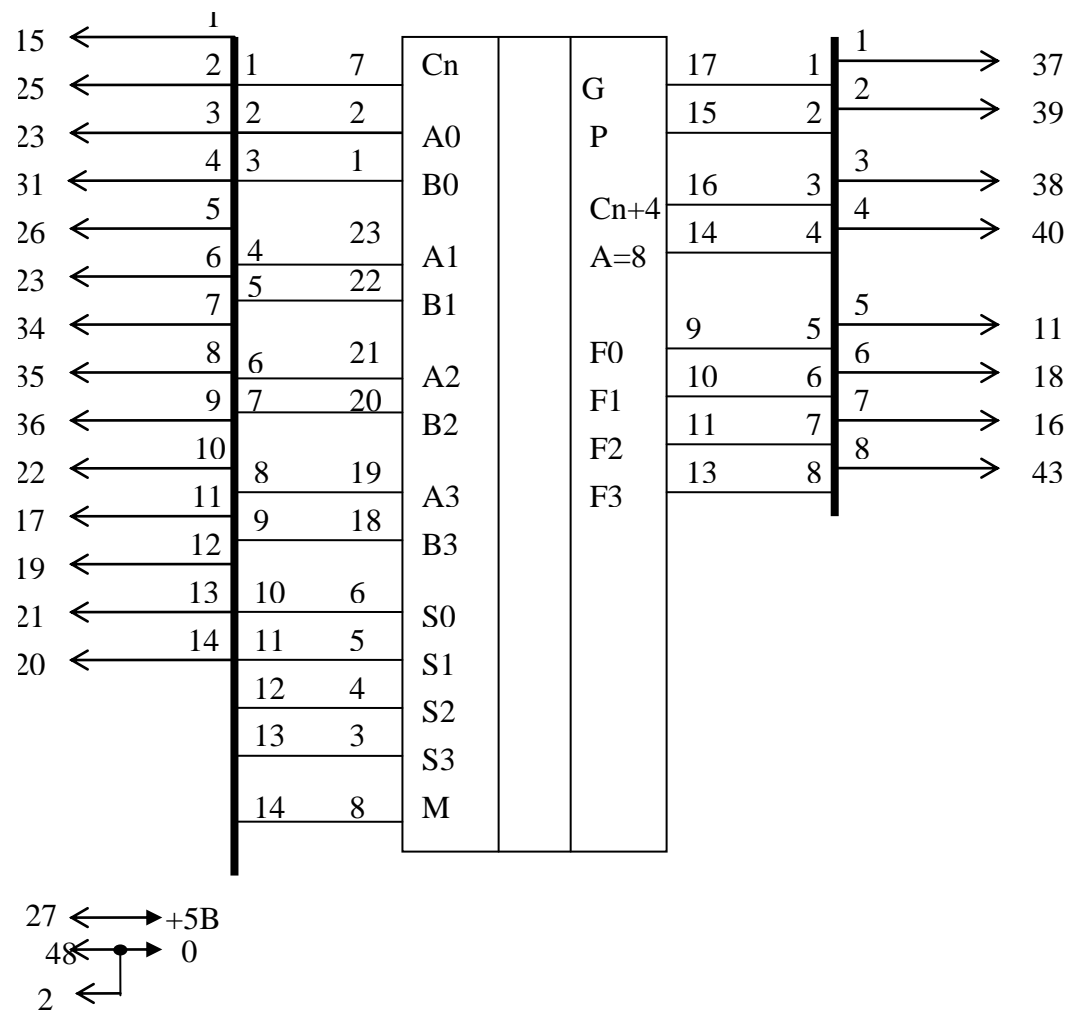 1
15
2 1 7 Cn 17 1 1 37
25 G
3 2 2 A0 15 2 2 39
23 P
4 3 1 B0 3 38
31 16 3
5 Cn+4 4 40
26 23 14 4
6 4 A1 A=8
23 5 22
7 B1 5 11
34 9 5
8 6 21 F0 6 18
35 A2 10 6
9 7 20 F1 7 16
36 B2 11 7
10 F2 8 43
22 8 19 13 8
11 A3 F3
17 9 18
12 B3
19
13 10 6
21 S0
14 11 5
20 S1
12 4
S2
13 3
S3
14 8 M
27 +5B
48 0
2